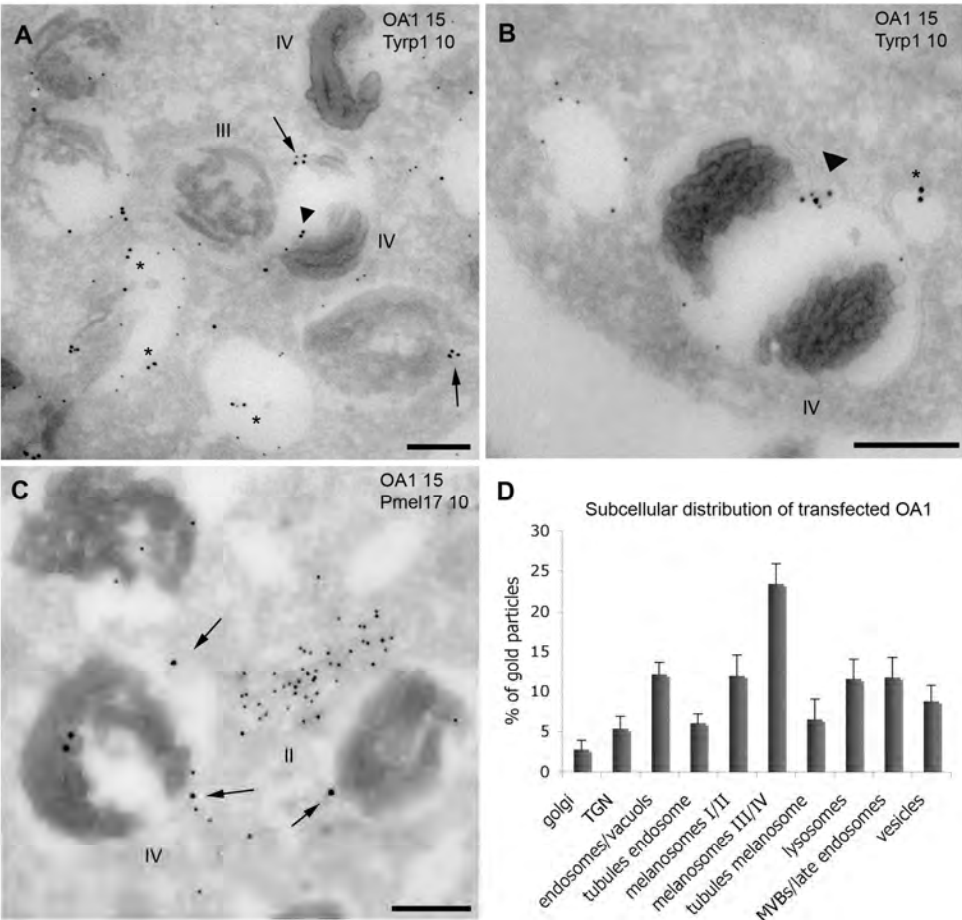 A
OA1 15
Tyrp1 10
IV
III
IV
*
*
*
B
OA1 15
Tyrp1 10
*
IV
C
OA1 15
Pmel17 10
II
IV
D
Subcellular distribution of transfected OA1
% of gold particles
30
25
20
15
10
5
0
golgi
TGN
endosomes/vacuols
tubules endosome
melanosomes I/II
melanosomes III/IV
tubules melanosome
lysosomes
MVBs/late endosomes
vesicles